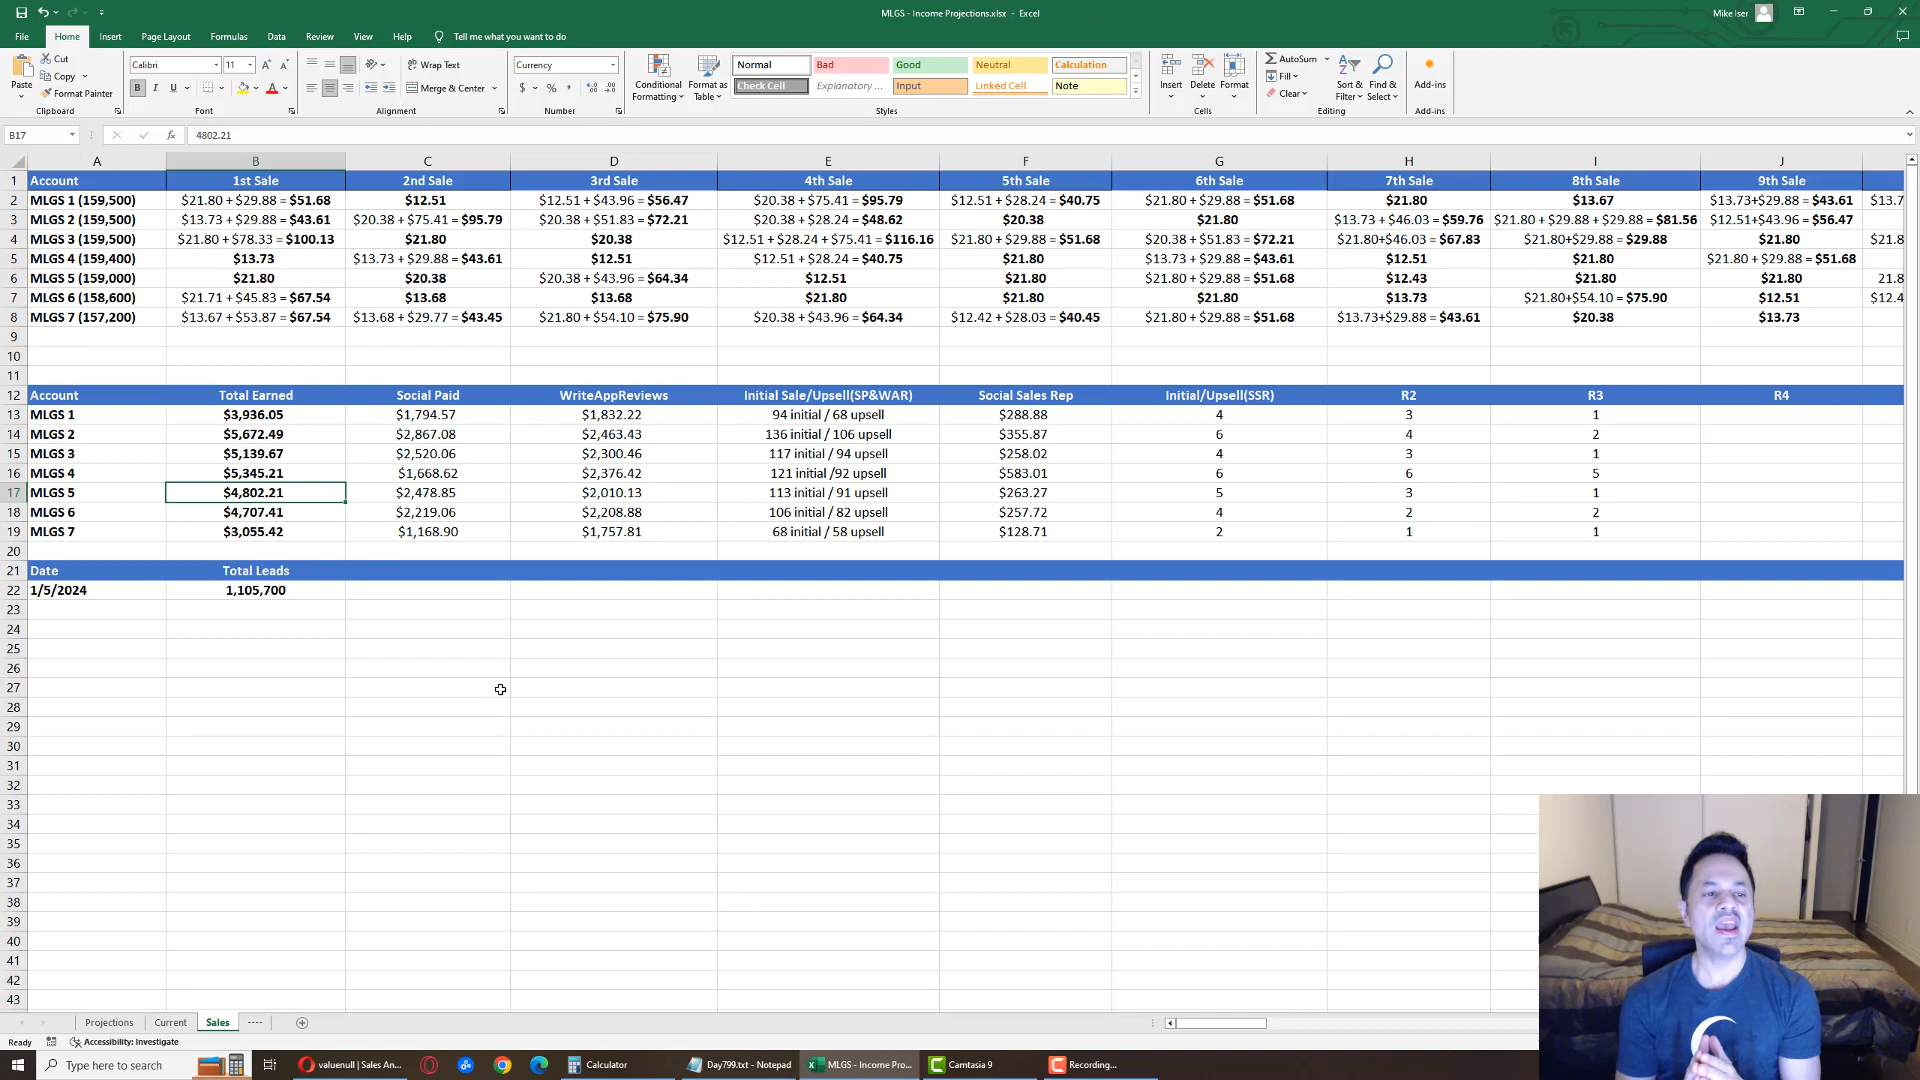 MLGS - Income Projections.xlsx - Excel
Mike Iser
File Home Insert Page Layout Formulas Data Review View Help Tell me what you want to do
Paste Cut Copy Format Painter Clipboard
Calibri 11 B I U A Font
Wrap Text Merge & Center Alignment
Currency $ % Number
Conditional Formatting Format as Table
Normal Bad Good Neutral Calculation
Check Cell Explanatory ... Input Linked Cell Note
Styles
Insert Delete Format Cells
AutoSum Fill Clear Sort & Filter Find & Select Editing
Add-ins Add-ins
B17 fx 4802.21
A B C D E F G H I J
1 Account 1st Sale 2nd Sale 3rd Sale 4th Sale 5th Sale 6th Sale 7th Sale 8th Sale 9th Sale
2 MLGS 1 (159,500) $21.80 + $29.88 = $51.68 $12.51 $12.51 + $43.96 = $56.47 $20.38 + $75.41 = $95.79 $12.51 + $28.24 = $40.75 $21.80 + $29.88 = $51.68 $21.80 $13.67 $13.73+$29.88 = $43.61 $13.7
3 MLGS 2 (159,500) $13.73 + $29.88 = $43.61 $20.38 + $75.41 = $95.79 $20.38 + $51.83 = $72.21 $20.38 + $28.24 = $48.62 $20.38 $21.80 $13.73 + $46.03 = $59.76 $21.80 + $29.88 + $29.88 = $81.56 $12.51+$43.96 = $56.47
4 MLGS 3 (159,500) $21.80 + $78.33 = $100.13 $21.80 $20.38 $12.51 + $28.24 + $75.41 = $116.16 $21.80 + $29.88 = $51.68 $20.38 + $51.83 = $72.21 $21.80+$46.03 = $67.83 $21.80+$29.88 = $29.88 $21.80 $21.8
5 MLGS 4 (159,400) $13.73 $13.73 + $29.88 = $43.61 $12.51 $12.51 + $28.24 = $40.75 $21.80 $13.73 + $29.88 = $43.61 $12.51 $21.80 $21.80 + $29.88 = $51.68
6 MLGS 5 (159,000) $21.80 $20.38 $20.38 + $43.96 = $64.34 $12.51 $21.80 $21.80 + $29.88 = $51.68 $12.43 $21.80 $21.80 21.8
7 MLGS 6 (158,600) $21.71 + $45.83 = $67.54 $13.68 $13.68 $21.80 $21.80 $21.80 $13.73 $21.80+$54.10 = $75.90 $12.51 $12.4
8 MLGS 7 (157,200) $13.67 + $53.87 = $67.54 $13.68 + $29.77 = $43.45 $21.80 + $54.10 = $75.90 $20.38 + $43.96 = $64.34 $12.42 + $28.03 = $40.45 $21.80 + $29.88 = $51.68 $13.73+$29.88 = $43.61 $20.38 $13.73
9
10
11
12 Account Total Earned Social Paid WriteAppReviews Initial Sale/Upsell(SP&WAR) Social Sales Rep Initial/Upsell(SSR) R2 R3 R4
13 MLGS 1 $3,936.05 $1,794.57 $1,832.22 94 initial / 68 upsell $288.88 4 3 1
14 MLGS 2 $5,672.49 $2,867.08 $2,463.43 136 initial / 106 upsell $355.87 6 4 2
15 MLGS 3 $5,139.67 $2,520.06 $2,300.46 117 initial / 94 upsell $258.02 4 3 1
16 MLGS 4 $5,345.21 $1,668.62 $2,376.42 121 initial /92 upsell $583.01 6 6 5
17 MLGS 5 $4,802.21 $2,478.85 $2,010.13 113 initial / 91 upsell $263.27 5 3 1
18 MLGS 6 $4,707.41 $2,219.06 $2,208.88 106 initial / 82 upsell $257.72 4 2 2
19 MLGS 7 $3,055.42 $1,168.90 $1,757.81 68 initial / 58 upsell $128.71 2 1 1
20
21 Date Total Leads
22 1/5/2024 1,105,700
23
24
25
26
27
28
29
30
31
32
33
34
35
36
37
38
39
40
41
42
43
Projections Current Sales ----
Ready Accessibility: Investigate
Type here to search valuenull | Sales An... Calculator Day799.txt - Notepad MLGS - Income Pro... Camtasia 9 Recording...